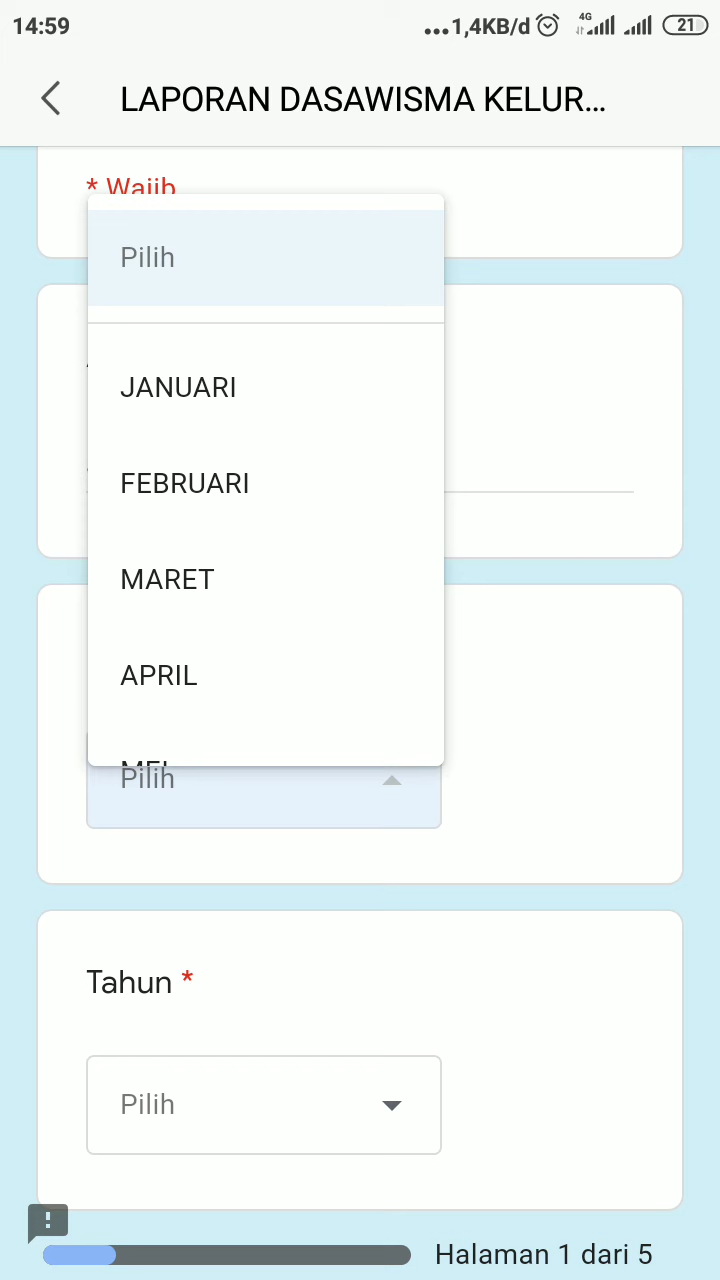 14:59
...1,4KB/d 4G 21
LAPORAN DASAWISMA KELUR...
* Wajib
Pilih
JANUARI
FEBRUARI
MARET
APRIL
MEI
Pilih
Tahun *
Pilih
Halaman 1 dari 5